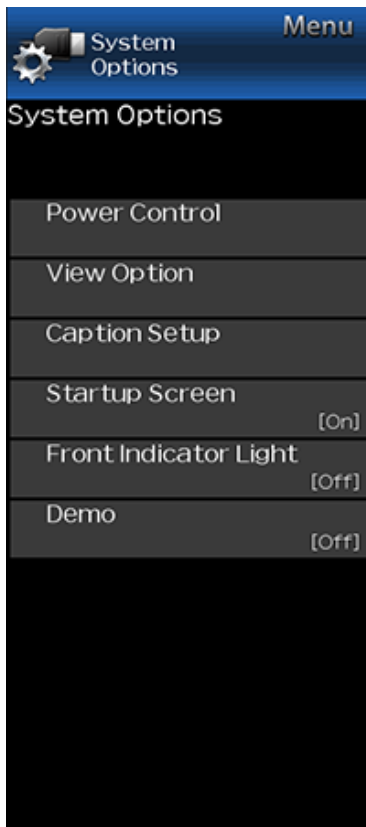 Menu
System
Options
System Options
Power Control
View Option
Caption Setup
Startup Screen
[On]
Front Indicator Light
[Off]
Demo
[Off]